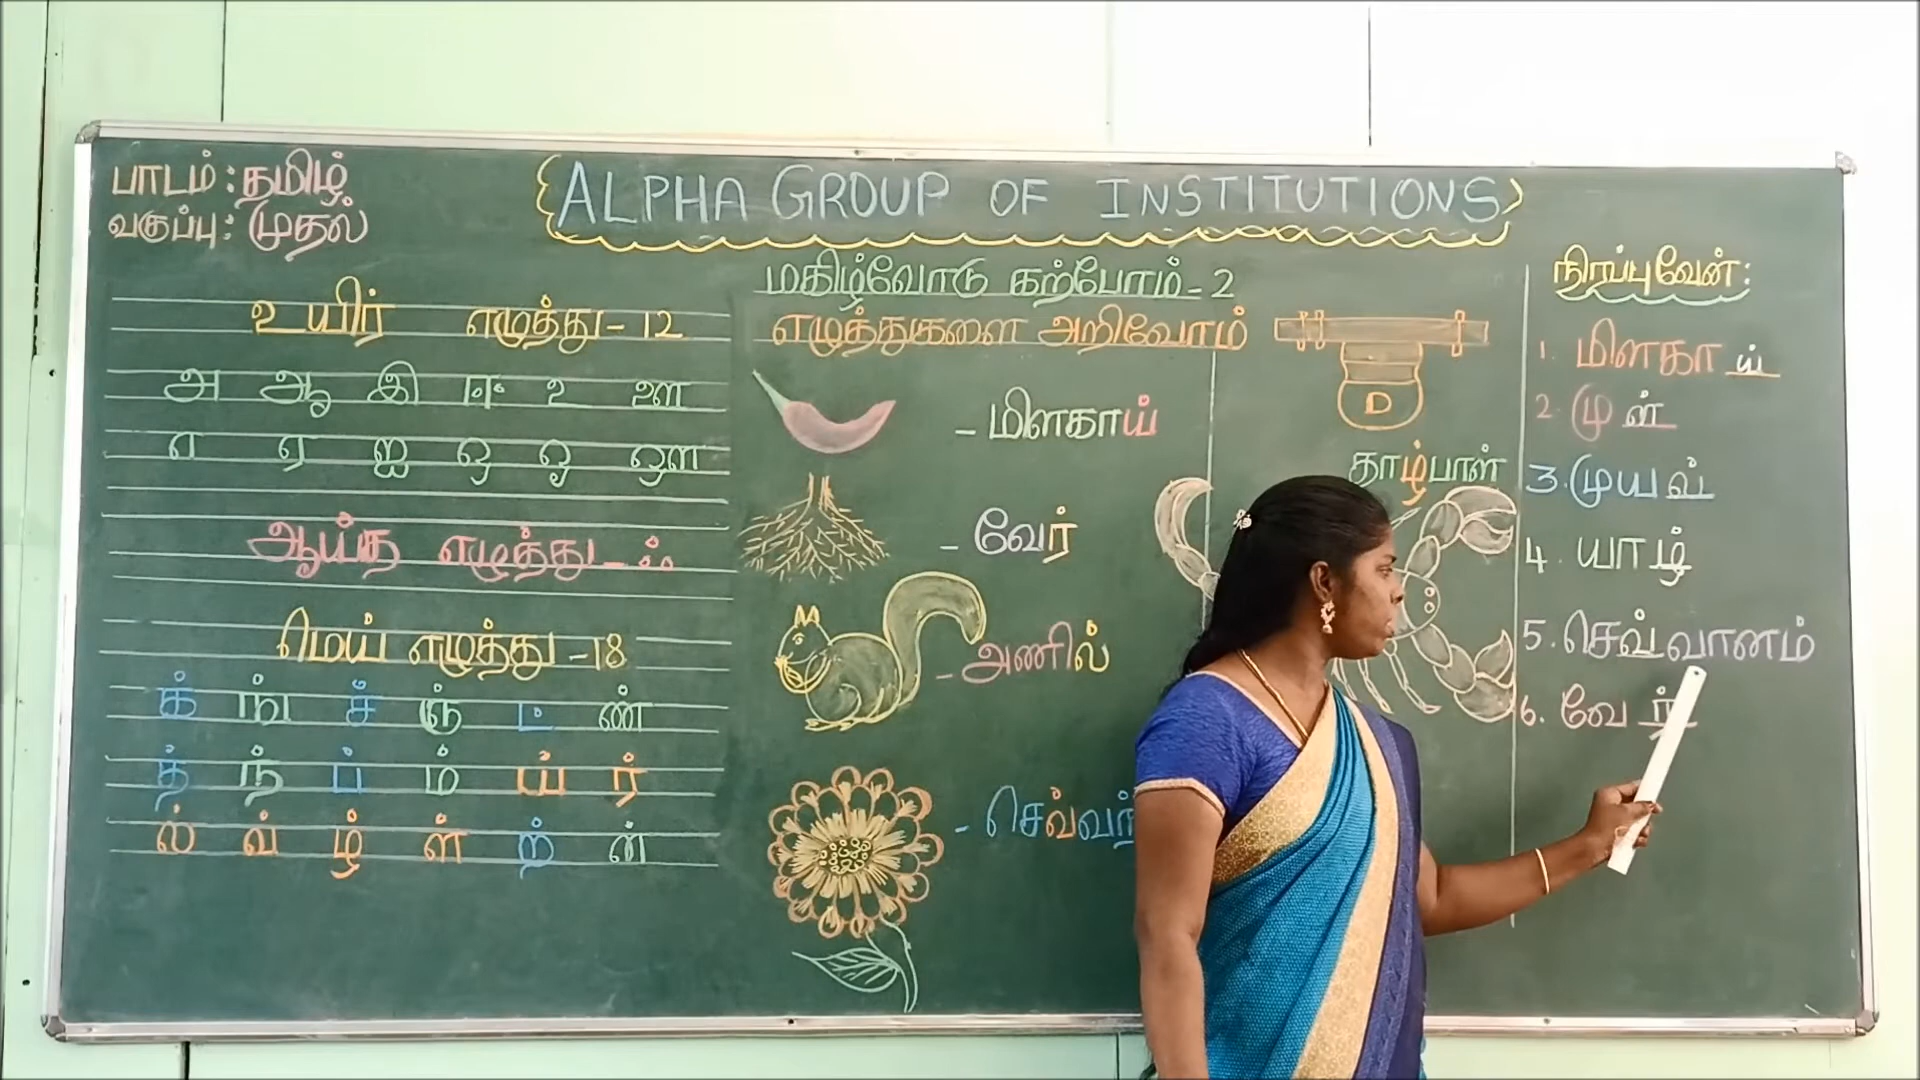 பாடம் : தமிழ்
வகுப்பு : முதல்
ALPHA GROUP OF INSTITUTIONS
உயிர் எழுத்து - 12
அ ஆ இ ஈ உ ஊ
எ ஏ ஐ ஒ ஓ ஔ
ஆய்த எழுத்து - ஃ
மெய் எழுத்து - 18
க் ங் ச் ஞ் ட் ண்
த் ந் ப் ம் ய் ர்
ல் வ் ழ் ள் ற் ன்
மகிழ்வோடு கற்போம் - 2
எழுத்துகளை அறிவோம்
- மிளகாய்
- வேர்
- அணில்
- செவ்வந்
D
தாழ்பாள்
நிரப்புவேன் :
1. மிளகாய்
2. முன்
3. முயல்
4. யாழ்
5. செவ்வானம்
6. வேர்